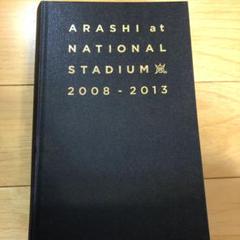 ARASHI at
NATIONAL
STADIUM
2008 - 2013